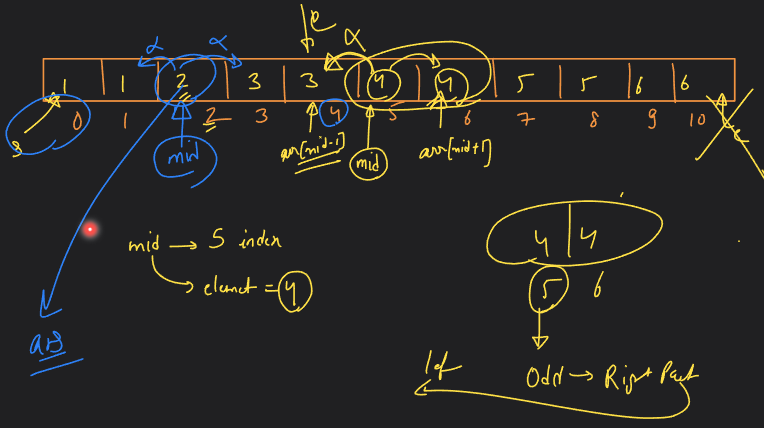 e
α α α
1 1 2 3 3 4 4 5 5 6 6
0 1 2 3 4 5 6 7 8 9 10
s e
mid arr[mid-1] mid arr[mid+1]
mid → 5 index
4 4
element = 4
5 6
ans
Odd → Right Part
lef